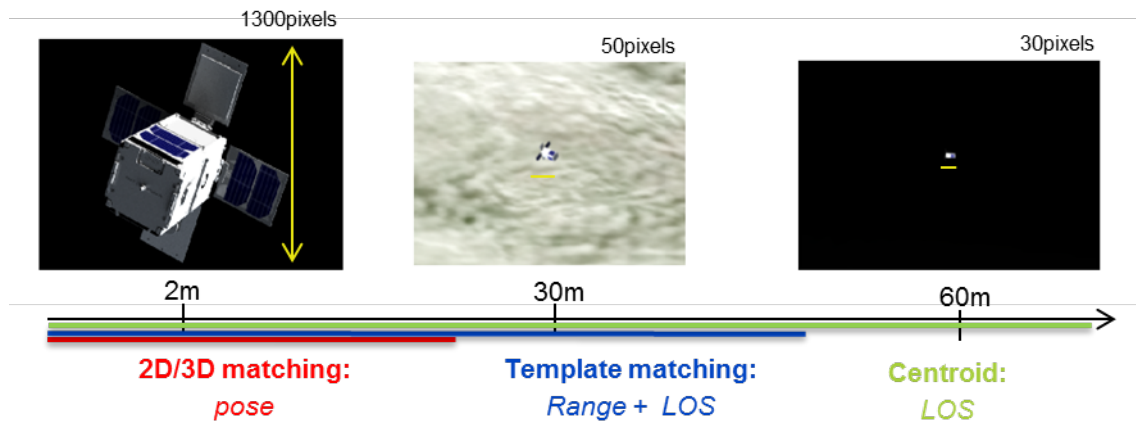 1300pixels
50pixels
30pixels
2m
30m
60m
2D/3D matching:
pose
Template matching:
Range + LOS
Centroid:
LOS